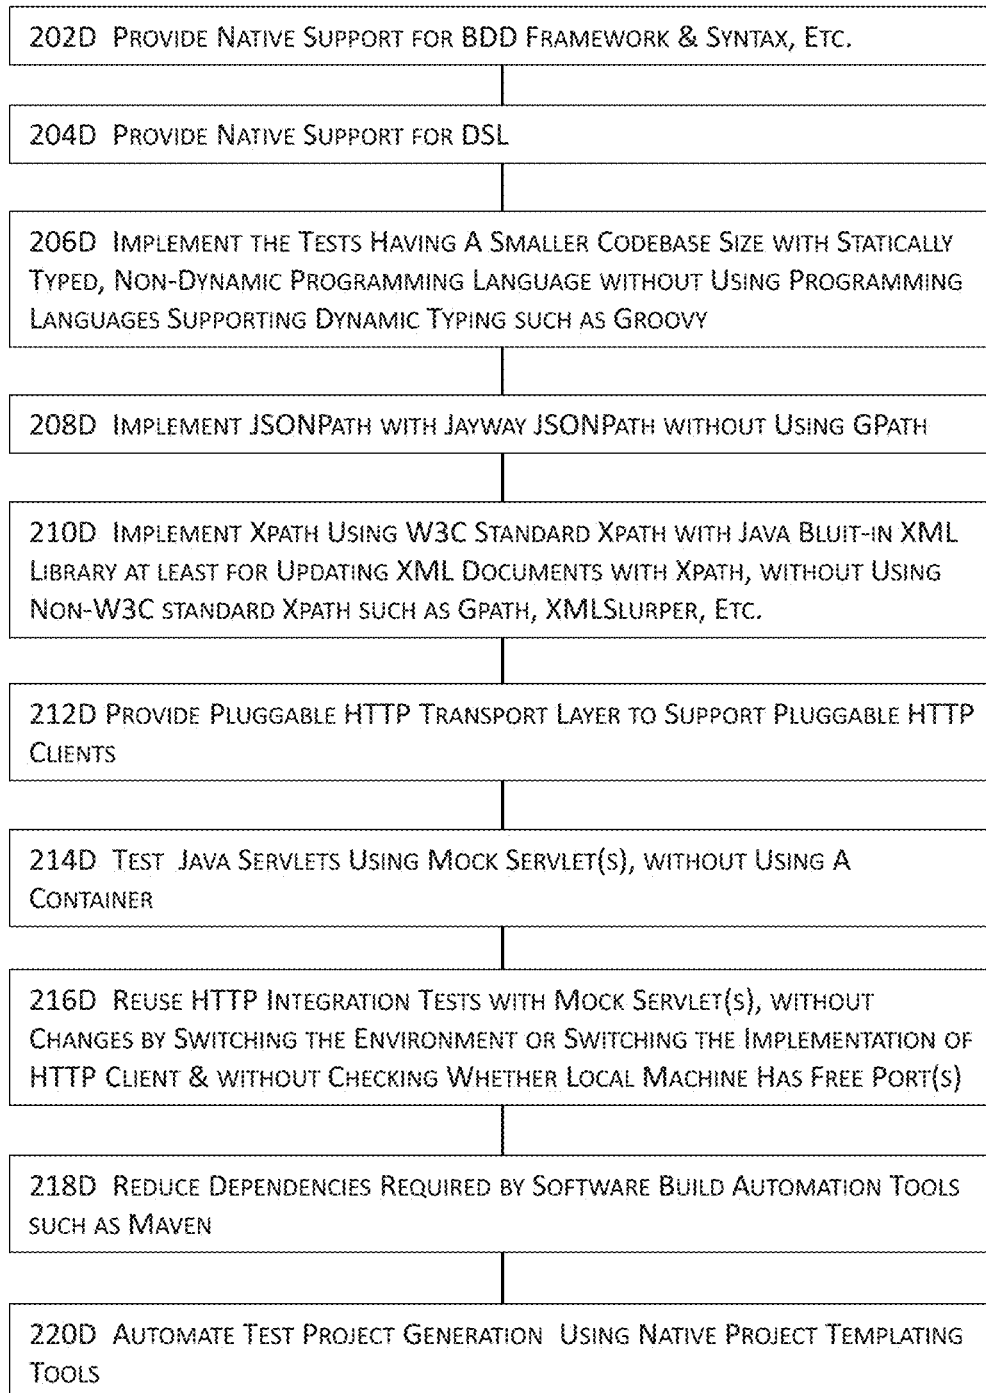 202D Provide Native Support for BDD Framework & Syntax, Etc.
204D Provide Native Support for DSL
206D Implement the Tests Having A Smaller Codebase Size with Statically
Typed, Non-Dynamic Programming Language without Using Programming
Languages Supporting Dynamic Typing such as Groovy
208D Implement JSONPath with Jayway JSONPath without Using GPath
210D Implement Xpath Using W3C Standard Xpath with Java Bluit-in XML
Library at least for Updating XML Documents with Xpath, without Using
Non-W3C standard Xpath such as Gpath, XMLSlurper, Etc.
212D Provide Pluggable HTTP Transport Layer to Support Pluggable HTTP
Clients
214D Test Java Servlets Using Mock Servlet(s), without Using A
Container
216D Reuse HTTP Integration Tests with Mock Servlet(s), without
Changes by Switching the Environment or Switching the Implementation of
HTTP Client & without Checking Whether Local Machine Has Free Port(s)
218D Reduce Dependencies Required by Software Build Automation Tools
such as Maven
220D Automate Test Project Generation Using Native Project Templating
Tools